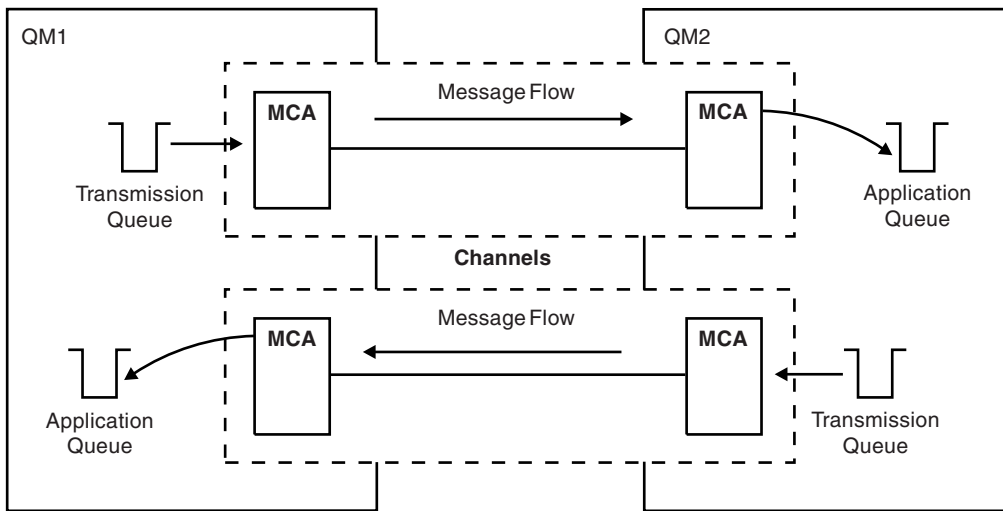 QM1
QM2
Message Flow
MCA
MCA
Transmission
Queue
Application
Queue
Channels
Message Flow
MCA
MCA
Application
Queue
Transmission
Queue